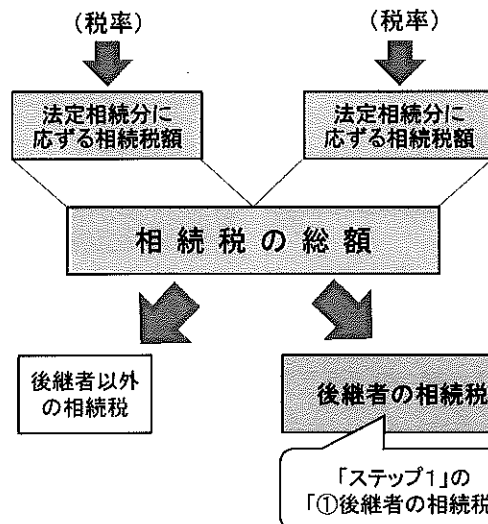 (税率)
(税率)
法定相続分に
応ずる相続税額
法定相続分に
応ずる相続税額
相続税の総額
後継者以外
の相続税
後継者の相続税
「ステップ1」の
「①後継者の相続税